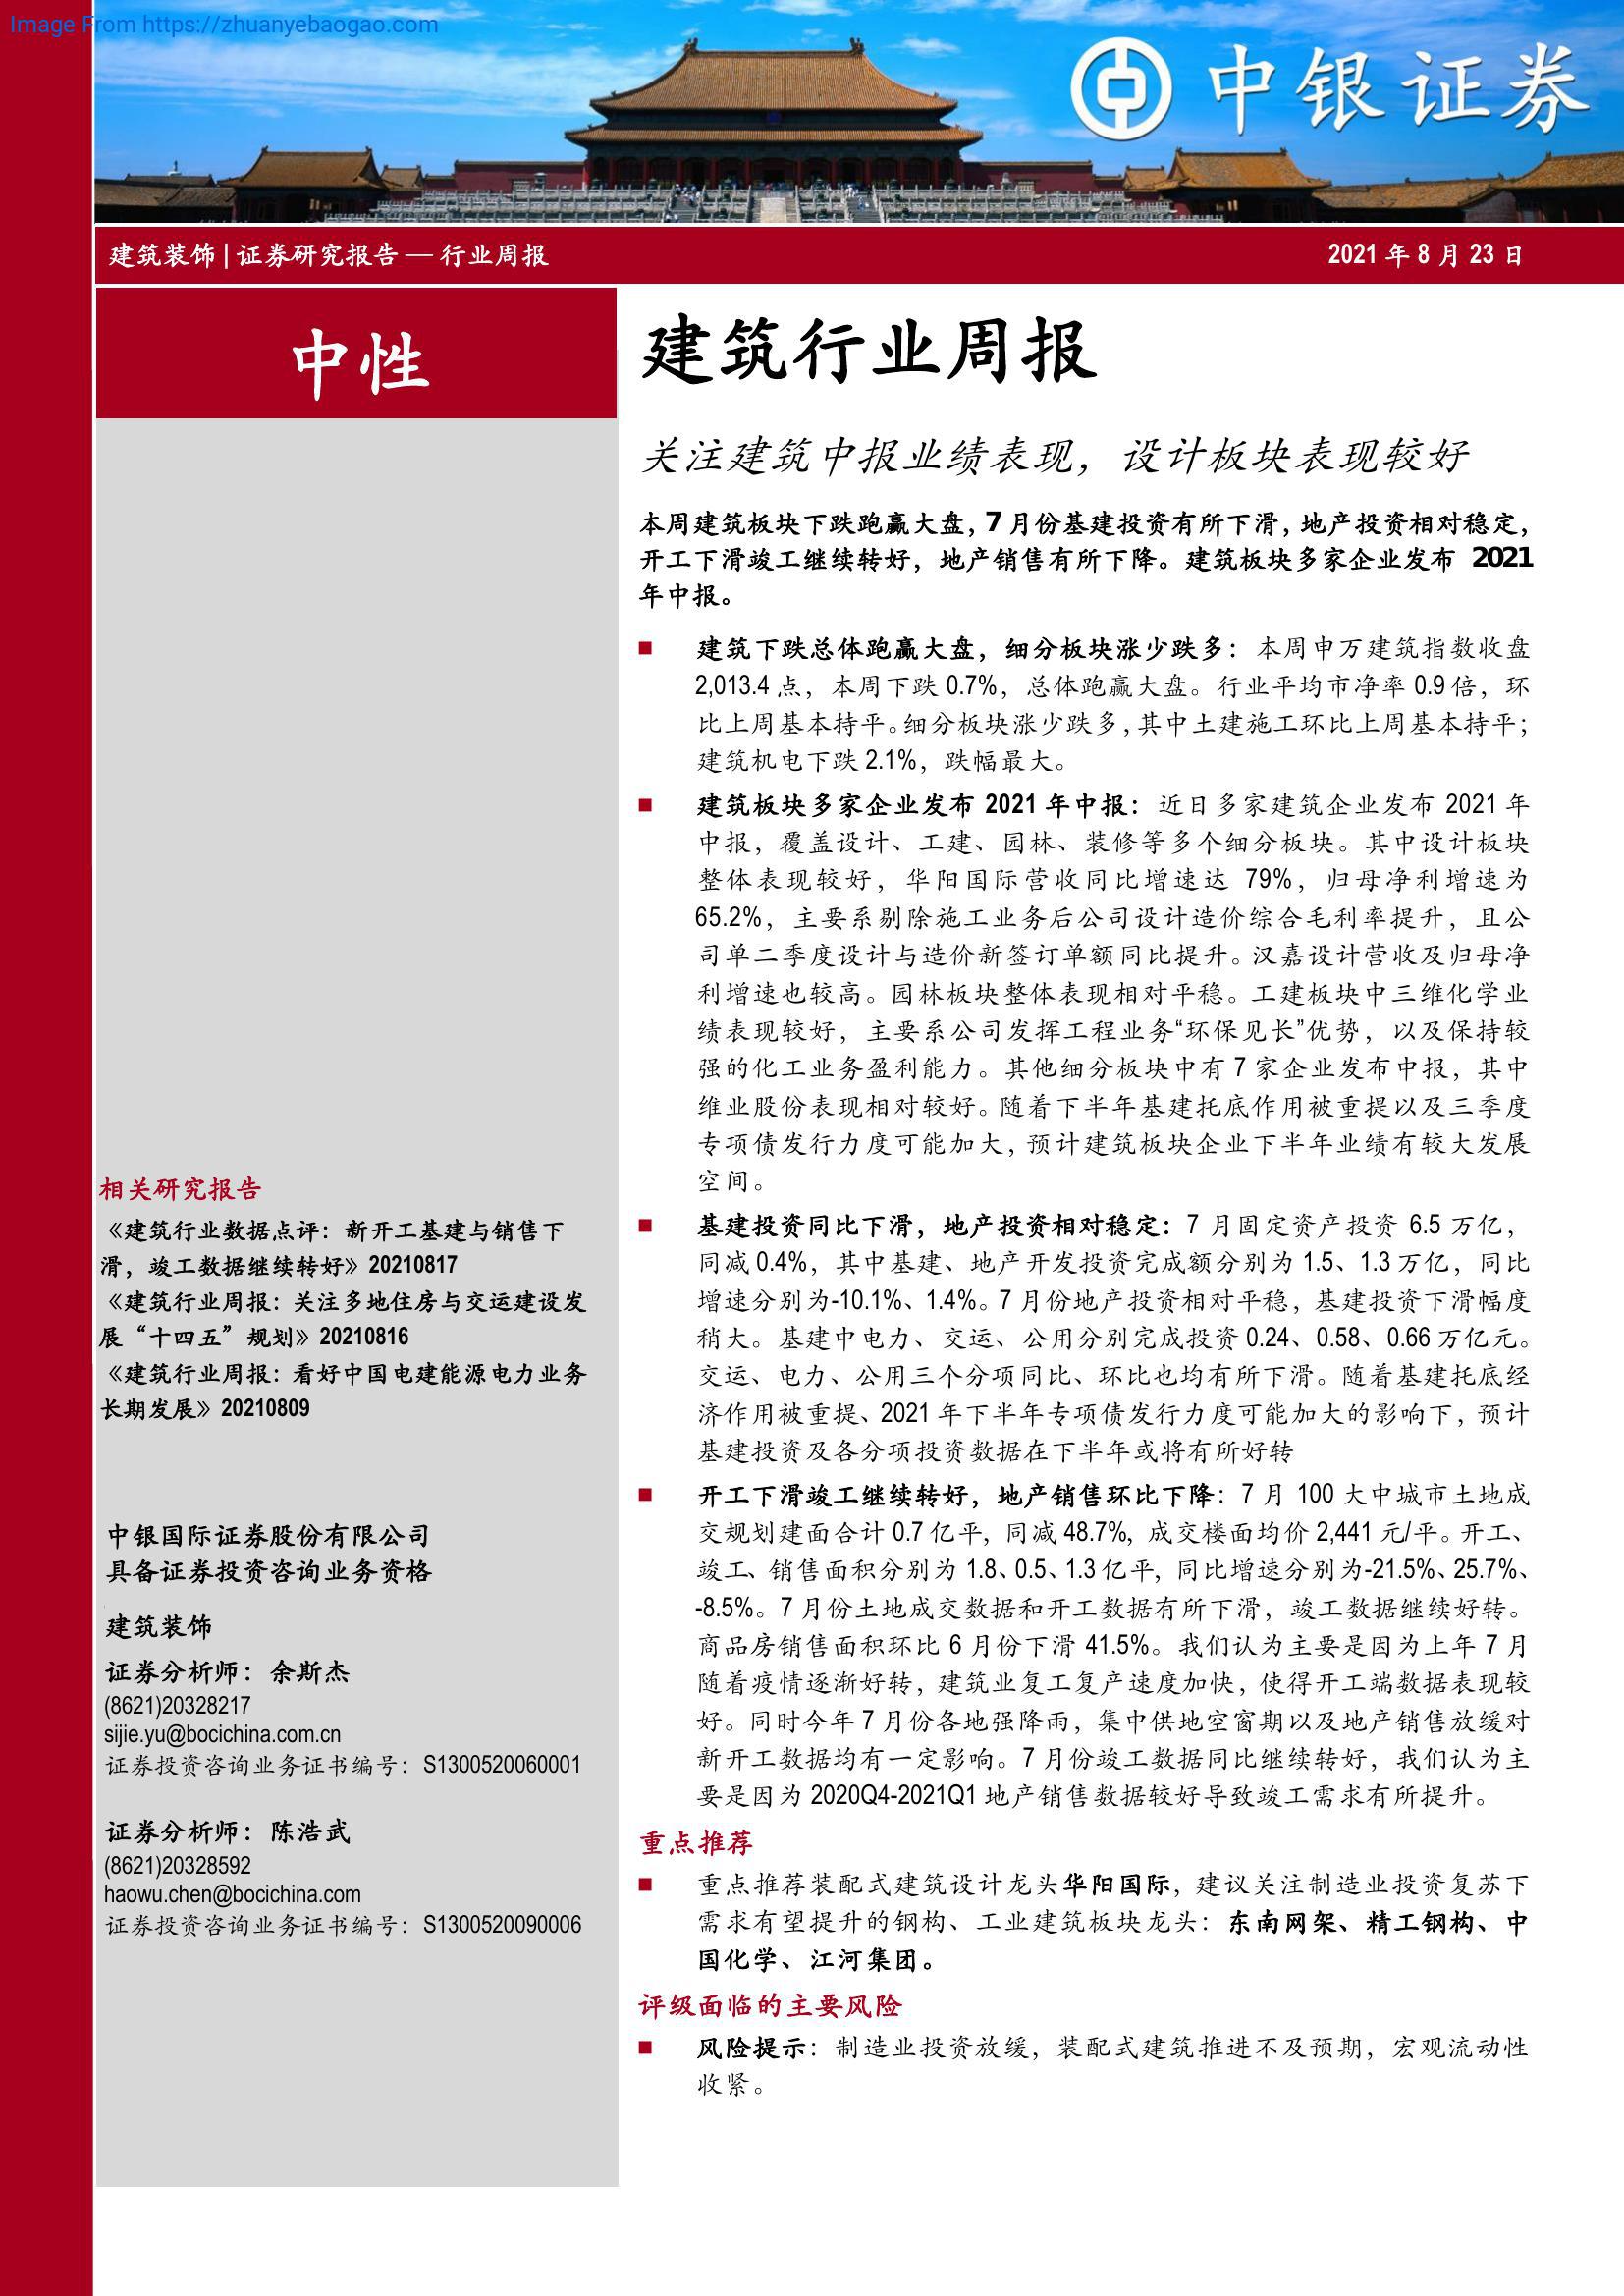 Image From https://zhuanyebaogao.com
中银证券
建筑装饰 | 证券研究报告 — 行业周报
2021 年 8 月 23 日
中性
相关研究报告
《建筑行业数据点评：新开工基建与销售下
滑，竣工数据继续转好》20210817
《建筑行业周报：关注多地住房与交运建设发
展“十四五”规划》20210816
《建筑行业周报：看好中国电建能源电力业务
长期发展》20210809
中银国际证券股份有限公司
具备证券投资咨询业务资格
建筑装饰
证券分析师：余斯杰
(8621)20328217
sijie.yu@bocichina.com.cn
证券投资咨询业务证书编号：S1300520060001
证券分析师：陈浩武
(8621)20328592
haowu.chen@bocichina.com
证券投资咨询业务证书编号：S1300520090006
建筑行业周报
关注建筑中报业绩表现，设计板块表现较好
本周建筑板块下跌跑赢大盘，7 月份基建投资有所下滑，地产投资相对稳定，
开工下滑竣工继续转好，地产销售有所下降。建筑板块多家企业发布 2021
年中报。
■ 建筑下跌总体跑赢大盘，细分板块涨少跌多：本周申万建筑指数收盘
2,013.4 点，本周下跌 0.7%，总体跑赢大盘。行业平均市净率 0.9 倍，环
比上周基本持平。细分板块涨少跌多，其中土建施工环比上周基本持平；
建筑机电下跌 2.1%，跌幅最大。
■ 建筑板块多家企业发布 2021 年中报：近日多家建筑企业发布 2021 年
中报，覆盖设计、工建、园林、装修等多个细分板块。其中设计板块
整体表现较好，华阳国际营收同比增速达 79%，归母净利增速为
65.2%，主要系剔除施工业务后公司设计造价综合毛利率提升，且公
司单二季度设计与造价新签订单额同比提升。汉嘉设计营收及归母净
利增速也较高。园林板块整体表现相对平稳。工建板块中三维化学业
绩表现较好，主要系公司发挥工程业务“环保见长”优势，以及保持较
强的化工业务盈利能力。其他细分板块中有 7 家企业发布中报，其中
维业股份表现相对较好。随着下半年基建托底作用被重提以及三季度
专项债发行力度可能加大，预计建筑板块企业下半年业绩有较大发展
空间。
■ 基建投资同比下滑，地产投资相对稳定：7 月固定资产投资 6.5 万亿，
同减 0.4%，其中基建、地产开发投资完成额分别为 1.5、1.3 万亿，同比
增速分别为-10.1%、1.4%。7 月份地产投资相对平稳，基建投资下滑幅度
稍大。基建中电力、交运、公用分别完成投资 0.24、0.58、0.66 万亿元。
交运、电力、公用三个分项同比、环比也均有所下滑。随着基建托底经
济作用被重提、2021 年下半年专项债发行力度可能加大的影响下，预计
基建投资及各分项投资数据在下半年或将有所好转
■ 开工下滑竣工继续转好，地产销售环比下降：7 月 100 大中城市土地成
交规划建面合计 0.7 亿平，同减 48.7%，成交楼面均价 2,441 元/平。开工、
竣工、销售面积分别为 1.8、0.5、1.3 亿平，同比增速分别为-21.5%、25.7%、
-8.5%。7 月份土地成交数据和开工数据有所下滑，竣工数据继续好转。
商品房销售面积环比 6 月份下滑 41.5%。我们认为主要是因为上年 7 月
随着疫情逐渐好转，建筑业复工复产速度加快，使得开工端数据表现较
好。同时今年 7 月份各地强降雨，集中供地空窗期以及地产销售放缓对
新开工数据均有一定影响。7 月份竣工数据同比继续转好，我们认为主
要是因为 2020Q4-2021Q1 地产销售数据较好导致竣工需求有所提升。
重点推荐
■ 重点推荐装配式建筑设计龙头华阳国际，建议关注制造业投资复苏下
需求有望提升的钢构、工业建筑板块龙头：东南网架、精工钢构、中
国化学、江河集团。
评级面临的主要风险
■ 风险提示：制造业投资放缓，装配式建筑推进不及预期，宏观流动性
收紧。